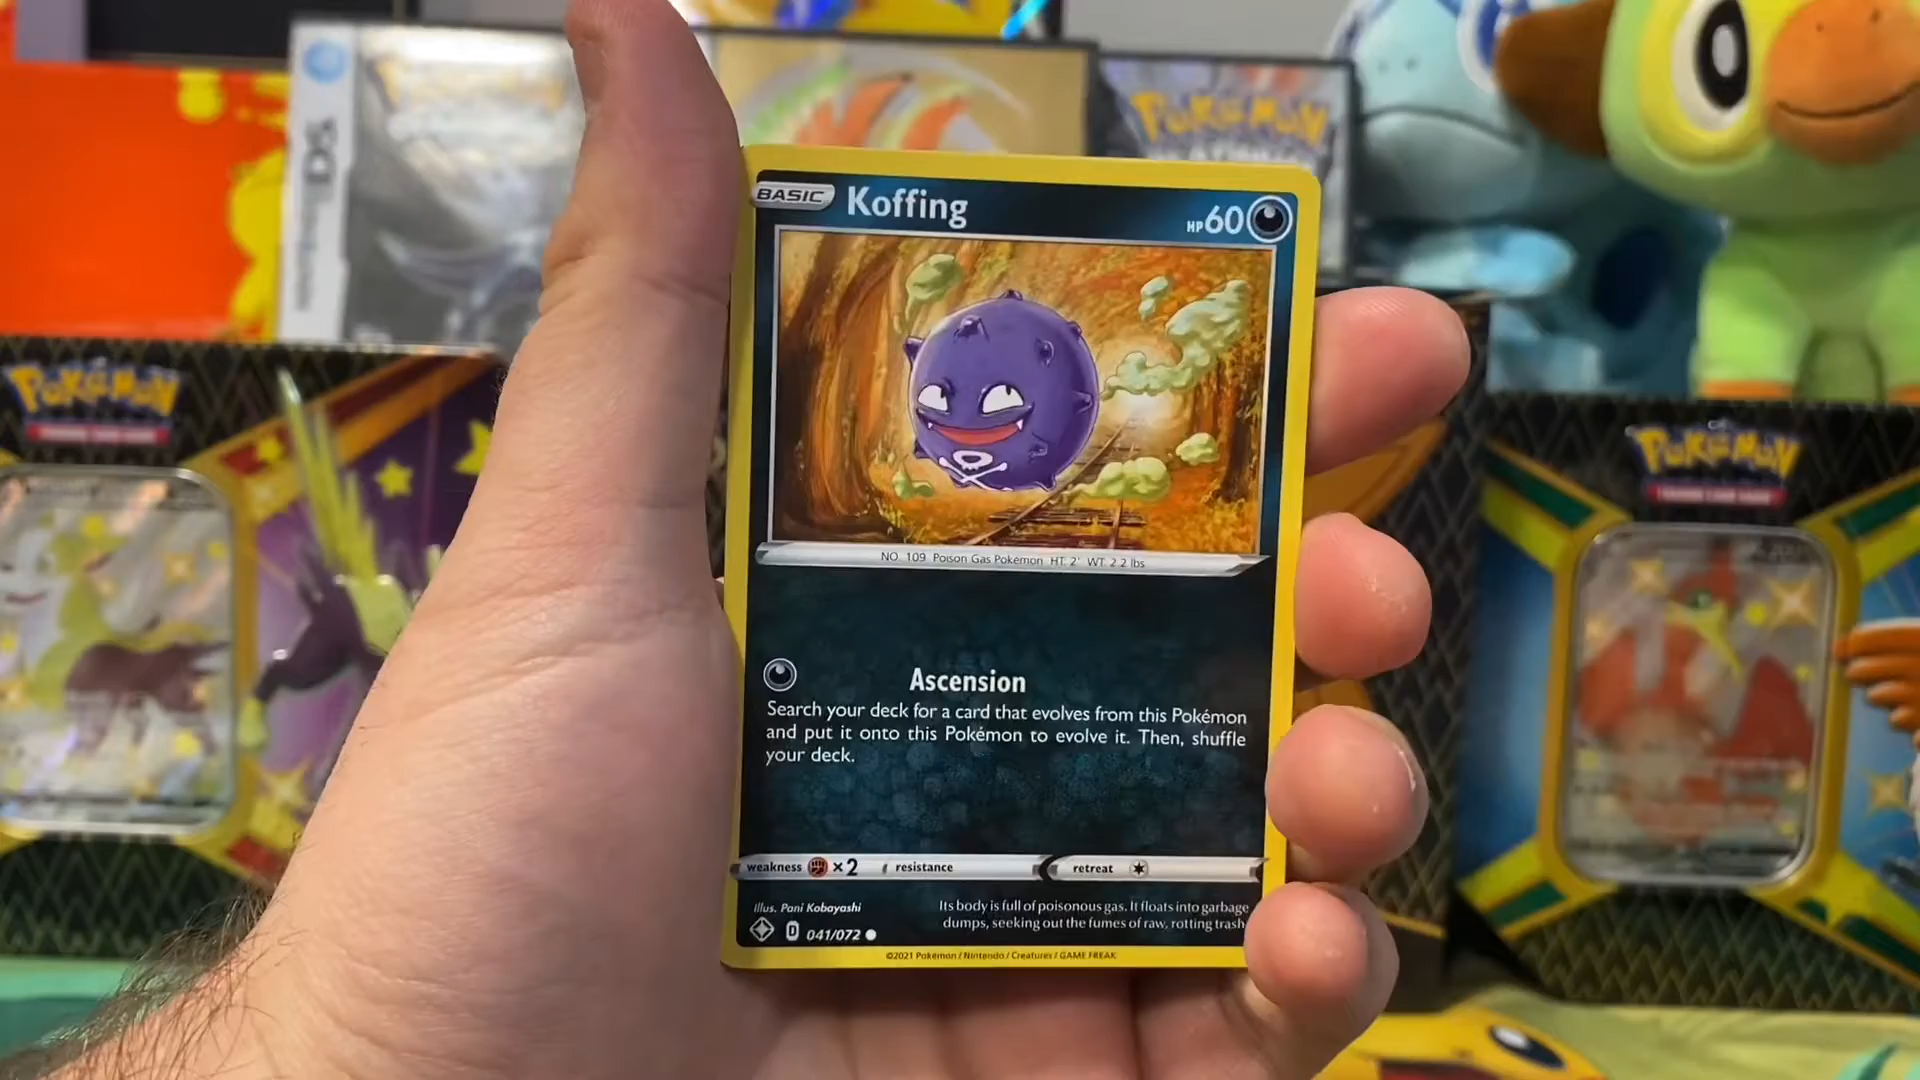 POKÉMON
BASIC Koffing HP60
POKÉMON
POKÉMON
NO. 109 Poison Gas Pokémon HT. 2' WT. 2.2 lbs
Ascension
Search your deck for a card that evolves from this Pokémon
and put it onto this Pokémon to evolve it. Then, shuffle
your deck.
weakness ×2 resistance retreat
Illus. Pani Kobayashi
Its body is full of poisonous gas. It floats into garbage
dumps, seeking out the fumes of raw, rotting trash
D 041/072
©2021 Pokémon / Nintendo / Creatures / GAME FREAK